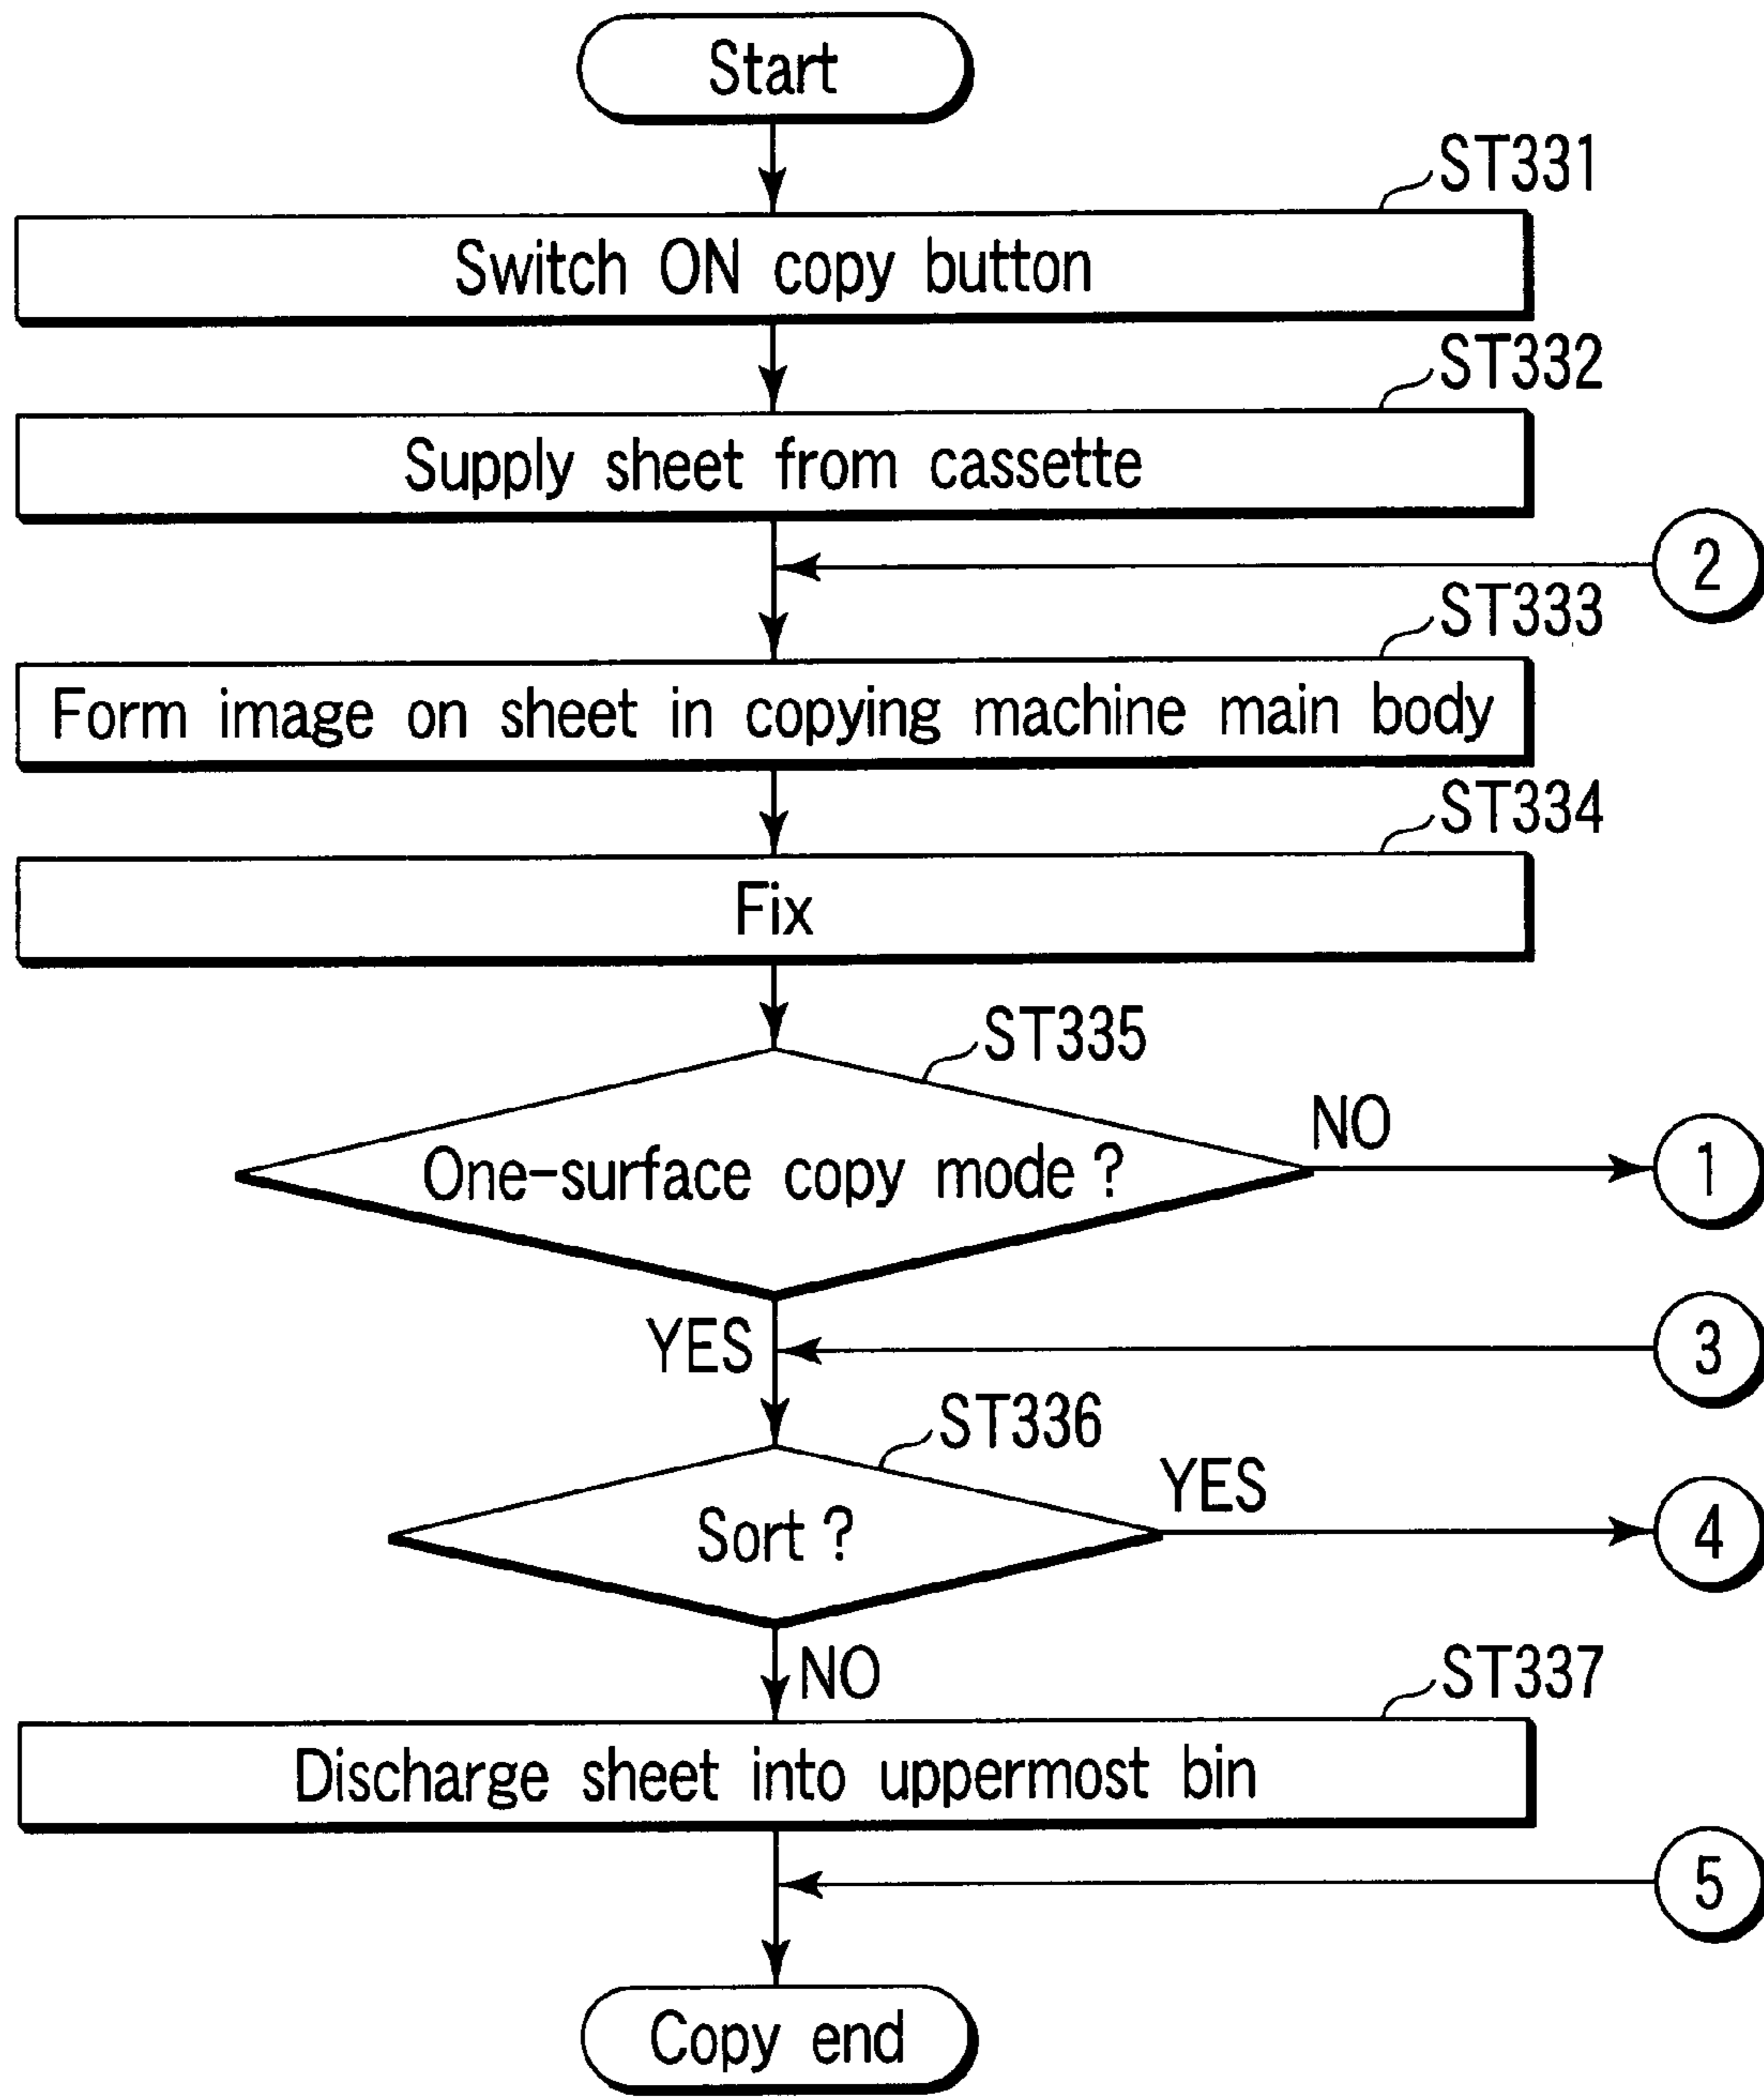 Start
ST331
Switch ON copy button
ST332
Supply sheet from cassette
2
ST333
Form image on sheet in copying machine main body
ST334
Fix
ST335
One-surface copy mode ?
NO
1
YES
3
ST336
Sort ?
YES
4
NO
ST337
Discharge sheet into uppermost bin
5
Copy end